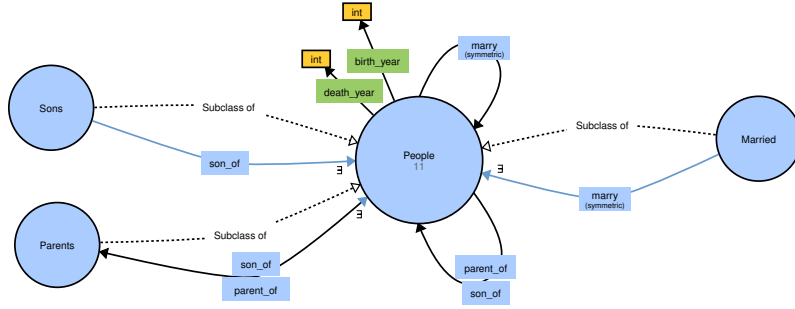 int
marry
(symmetric)
int
birth_year
death_year
Sons
Subclass of
Subclass of
Married
People
11
son_of
∃
∃
marry
(symmetric)
∃
Parents
Subclass of
son_of
parent_of
parent_of
son_of